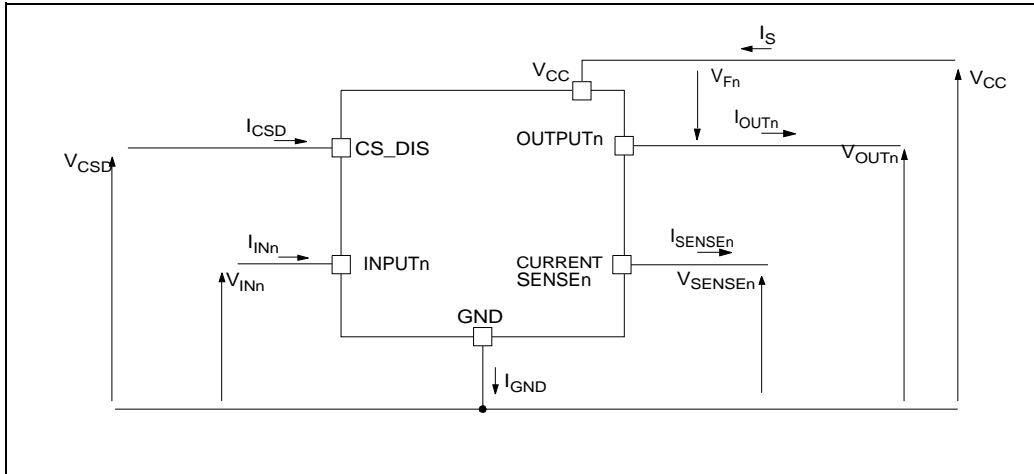 I_S
V_CC
V_Fn
V_CC
I_CSD
I_OUTn
OUTPUTn
CS_DIS
V_CSD
V_OUTn
I_INn
I_SENSEn
INPUTn
CURRENT
SENSEn
V_INn
V_SENSEn
GND
I_GND